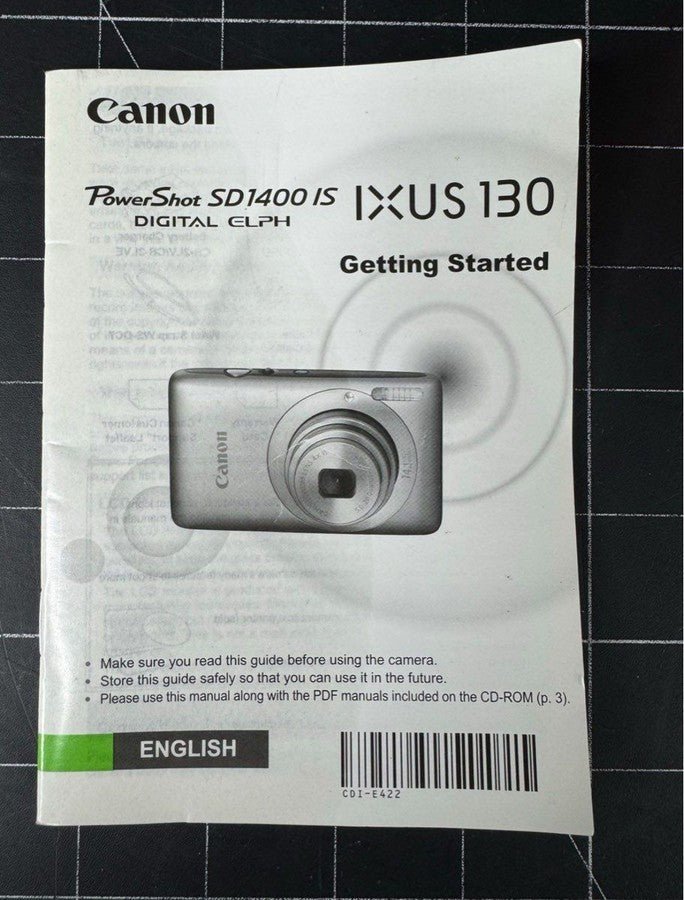 Canon
PowerShot SD1400 IS
DIGITAL ELPH
IXUS 130
Getting Started
Canon
• Make sure you read this guide before using the camera.
• Store this guide safely so that you can use it in the future.
• Please use this manual along with the PDF manuals included on the CD-ROM (p. 3).
ENGLISH
CDI-E422